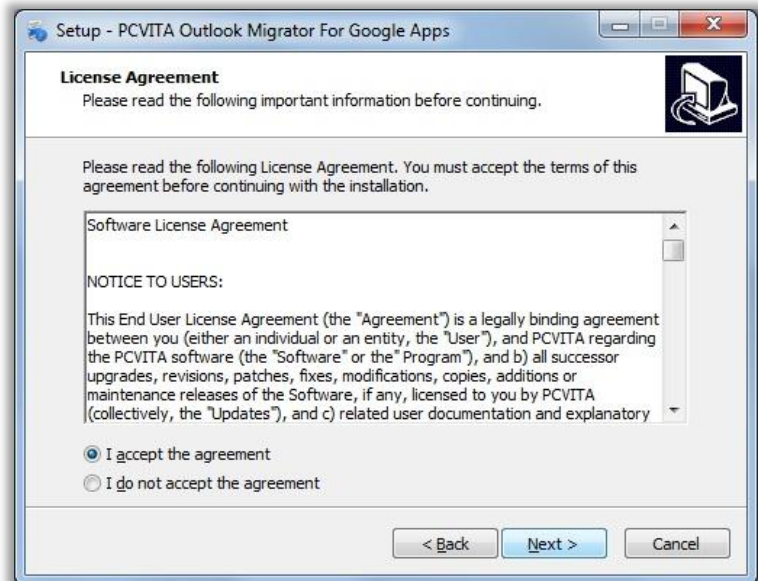 Setup - PCVITA Outlook Migrator For Google Apps
License Agreement
Please read the following important information before continuing.
Please read the following License Agreement. You must accept the terms of this
agreement before continuing with the installation.
Software License Agreement
NOTICE TO USERS:
This End User License Agreement (the "Agreement") is a legally binding agreement
between you (either an individual or an entity, the "User"), and PCVITA regarding
the PCVITA software (the "Software" or the" Program"), and b) all successor
upgrades, revisions, patches, fixes, modifications, copies, additions or
maintenance releases of the Software, if any, licensed to you by PCVITA
(collectively, the "Updates"), and c) related user documentation and explanatory
I accept the agreement
I do not accept the agreement
< Back Next > Cancel